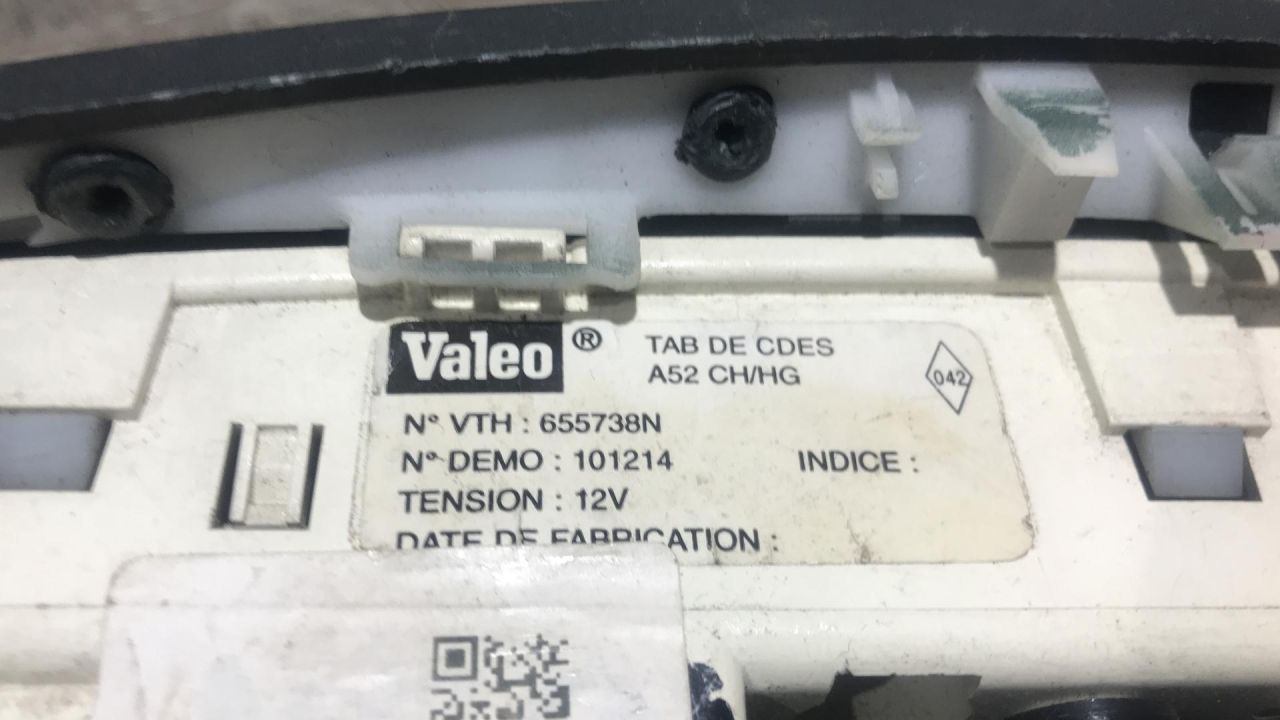 Valeo ®
TAB DE CDES
A52 CH/HG
042
N° VTH : 655738N
N° DEMO : 101214
INDICE :
TENSION : 12V
DATE DE FABRICATION :